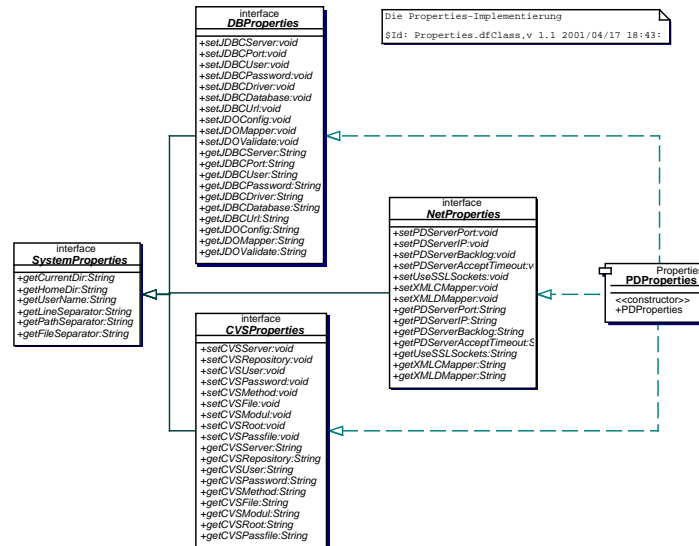 interface
DBProperties
+setJDBCServer:void
+setJDBCPort:void
+setJDBCUser:void
+setJDBCPassword:void
+setJDBCDriver:void
+setJDBCDatabase:void
+setJDBCUrl:void
+setJDOConfig:void
+setJDOMapper:void
+setJDOValidate:void
+getJDBCServer:String
+getJDBCPort:String
+getJDBCUser:String
+getJDBCPassword:String
+getJDBCDriver:String
+getJDBCDatabase:String
+getJDBCUrl:String
+getJDOConfig:String
+getJDOMapper:String
+getJDOValidate:String
Die Properties-Implementierung
$Id: Properties.dfClass,v 1.1 2001/04/17 18:43:
interface
SystemProperties
+getCurrentDir:String
+getHomeDir:String
+getUserName:String
+getLineSeparator:String
+getPathSeparator:String
+getFileSeparator:String
interface
NetProperties
+setPDServerPort:void
+setPDServerIP:void
+setPDServerBacklog:void
+setPDServerAcceptTimeout:v
+setUseSSLSockets:void
+setXMLCMapper:void
+setXMLDMapper:void
+getPDServerPort:String
+getPDServerIP:String
+getPDServerBacklog:String
+getPDServerAcceptTimeout:S
+getUseSSLSockets:String
+getXMLCMapper:String
+getXMLDMapper:String
Properties
PDProperties
<<constructor>>
+PDProperties
interface
CVSProperties
+setCVSServer:void
+setCVSRepository:void
+setCVSUser:void
+setCVSPassword:void
+setCVSMethod:void
+setCVSFile:void
+setCVSModul:void
+setCVSRoot:void
+setCVSPassfile:void
+getCVSServer:String
+getCVSRepository:String
+getCVSUser:String
+getCVSPassword:String
+getCVSMethod:String
+getCVSFile:String
+getCVSModul:String
+getCVSRoot:String
+getCVSPassfile:String